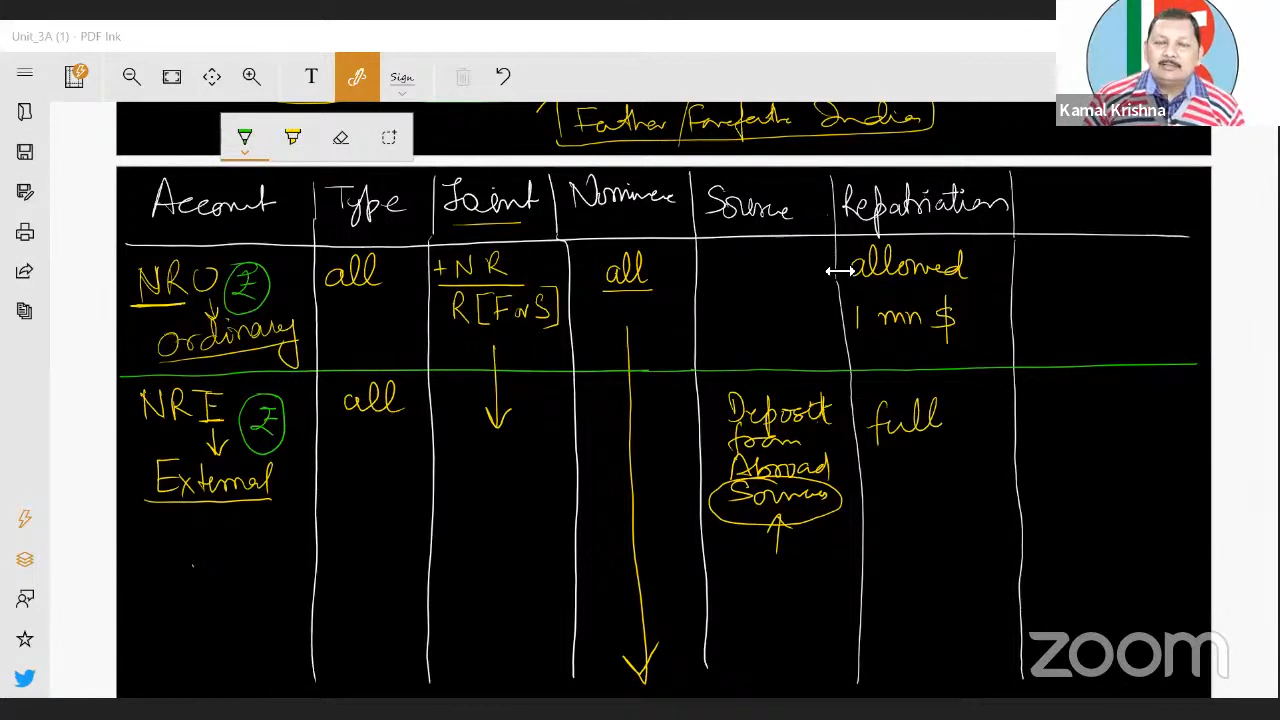 Unit_3A (1) - PDF Ink
T
Sign
Kamal Krishna
Father / Forefather India
Account Type Joint Nominee Source Repatriation
NRO all + NR all allowed
R [F or S] 1 mn $
Ordinary
NRE all Deposit full
from
External Abroad
Sources
zoom